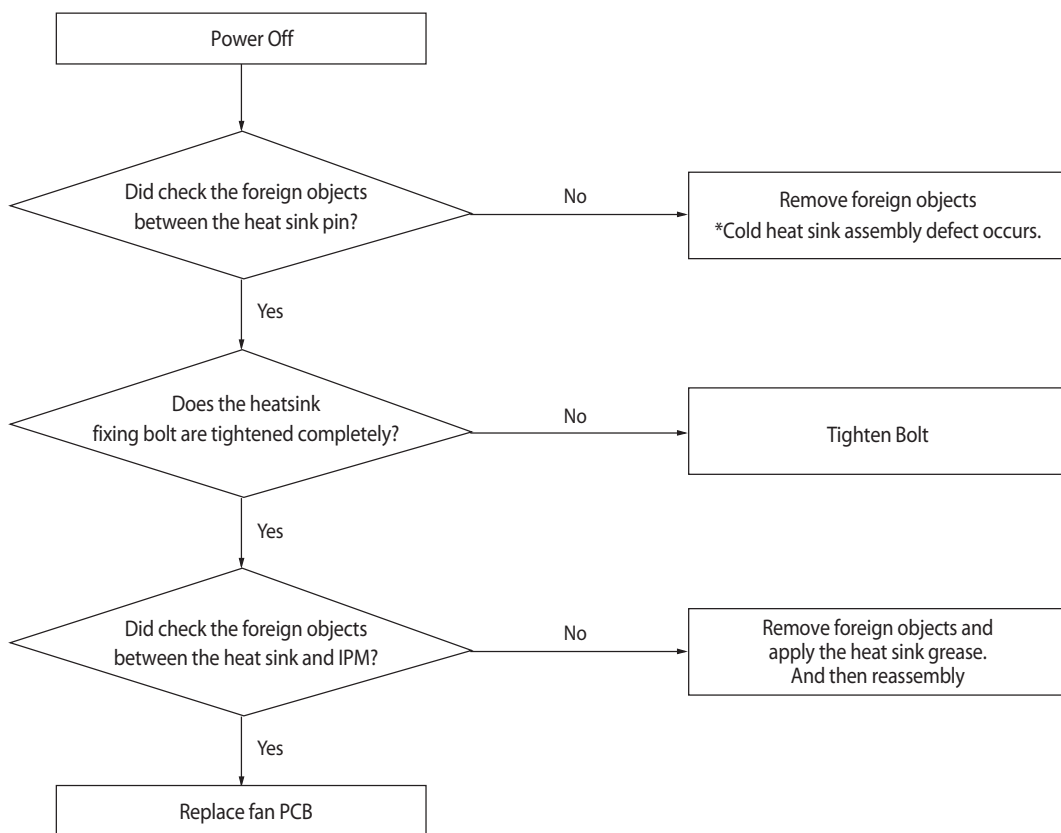 Power Off
Did check the foreign objects
between the heat sink pin?
No
Remove foreign objects
*Cold heat sink assembly defect occurs.
Yes
Does the heatsink
fixing bolt are tightened completely?
No
Tighten Bolt
Yes
Did check the foreign objects
between the heat sink and IPM?
No
Remove foreign objects and
apply the heat sink grease.
And then reassembly
Yes
Replace fan PCB